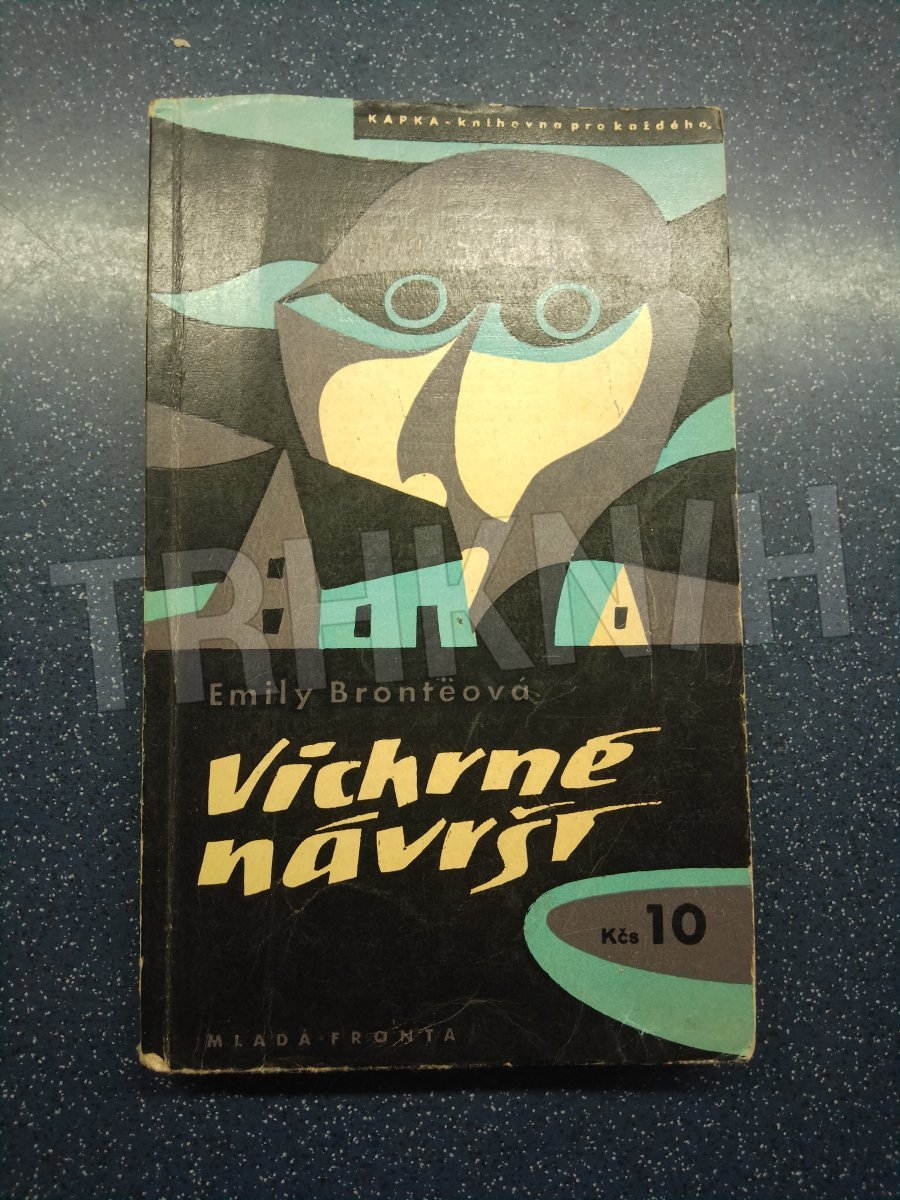 KAPKA - knihovna pro každého
TRHKNIH
Emily Brontëová
Vichrné
návrší
Kčs 10
MLADÁ FRONTA